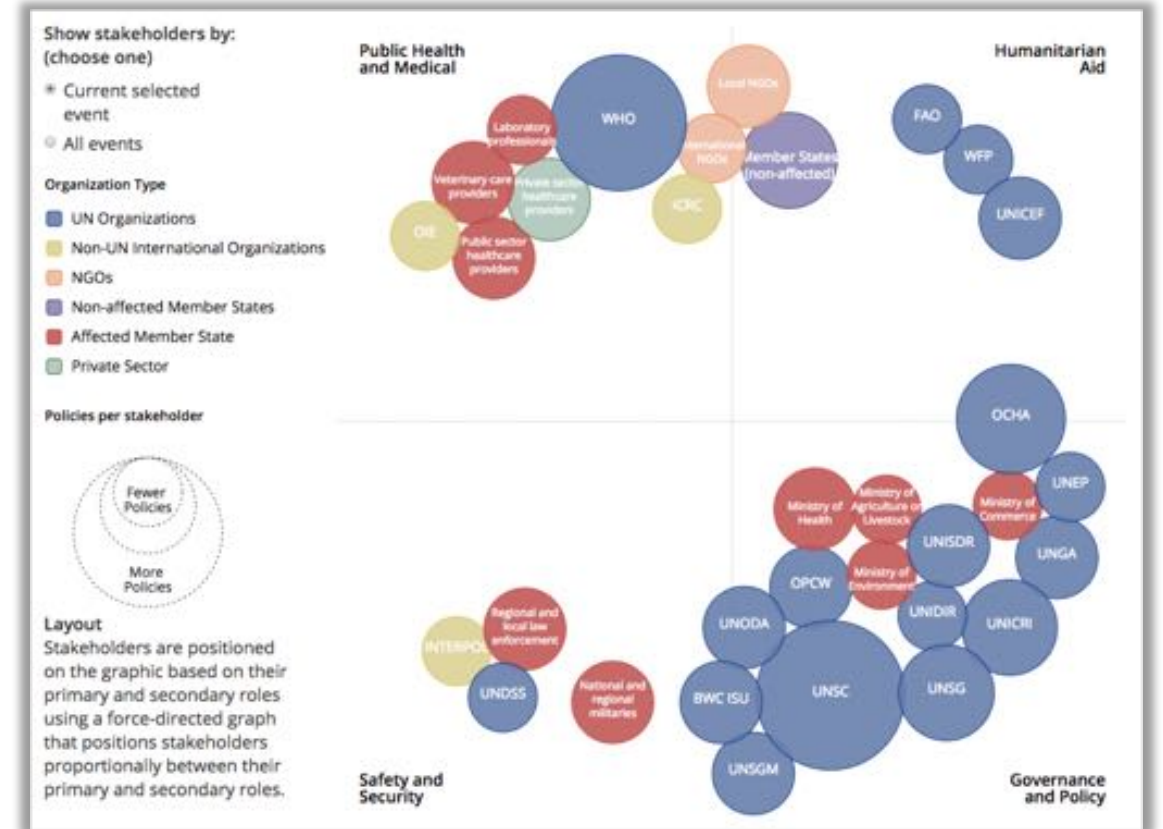 Show stakeholders by:
(choose one)
Current selected
event
All events
Organization Type
UN Organizations
Non-UN International Organizations
NGOs
Non-affected Member States
Affected Member State
Private Sector
Policies per stakeholder
Fewer
Policies
More
Policies
Layout
Stakeholders are positioned
on the graphic based on their
primary and secondary roles
using a force-directed graph
that positions stakeholders
proportionally between their
primary and secondary roles.
Public Health
and Medical
Humanitarian
Aid
WHO
Laboratory
professionals
Veterinary care
providers
Private sector
healthcare
providers
OIE
Public sector
healthcare
providers
Local NGOs
International
NGOs
Member States
(non-affected)
ICRC
FAO
WFP
UNICEF
OCHA
UNEP
Ministry of
Health
Ministry of
Agriculture or
Livestock
Ministry of
Commerce
UNISDR
UNGA
OPCW
Ministry of
Environment
UNIDIR
UNICRI
UNODA
UNSC
UNSG
BWC ISU
UNSGM
Regional and
local law
enforcement
INTERPOL
UNDSS
National and
regional
militaries
Safety and
Security
Governance
and Policy